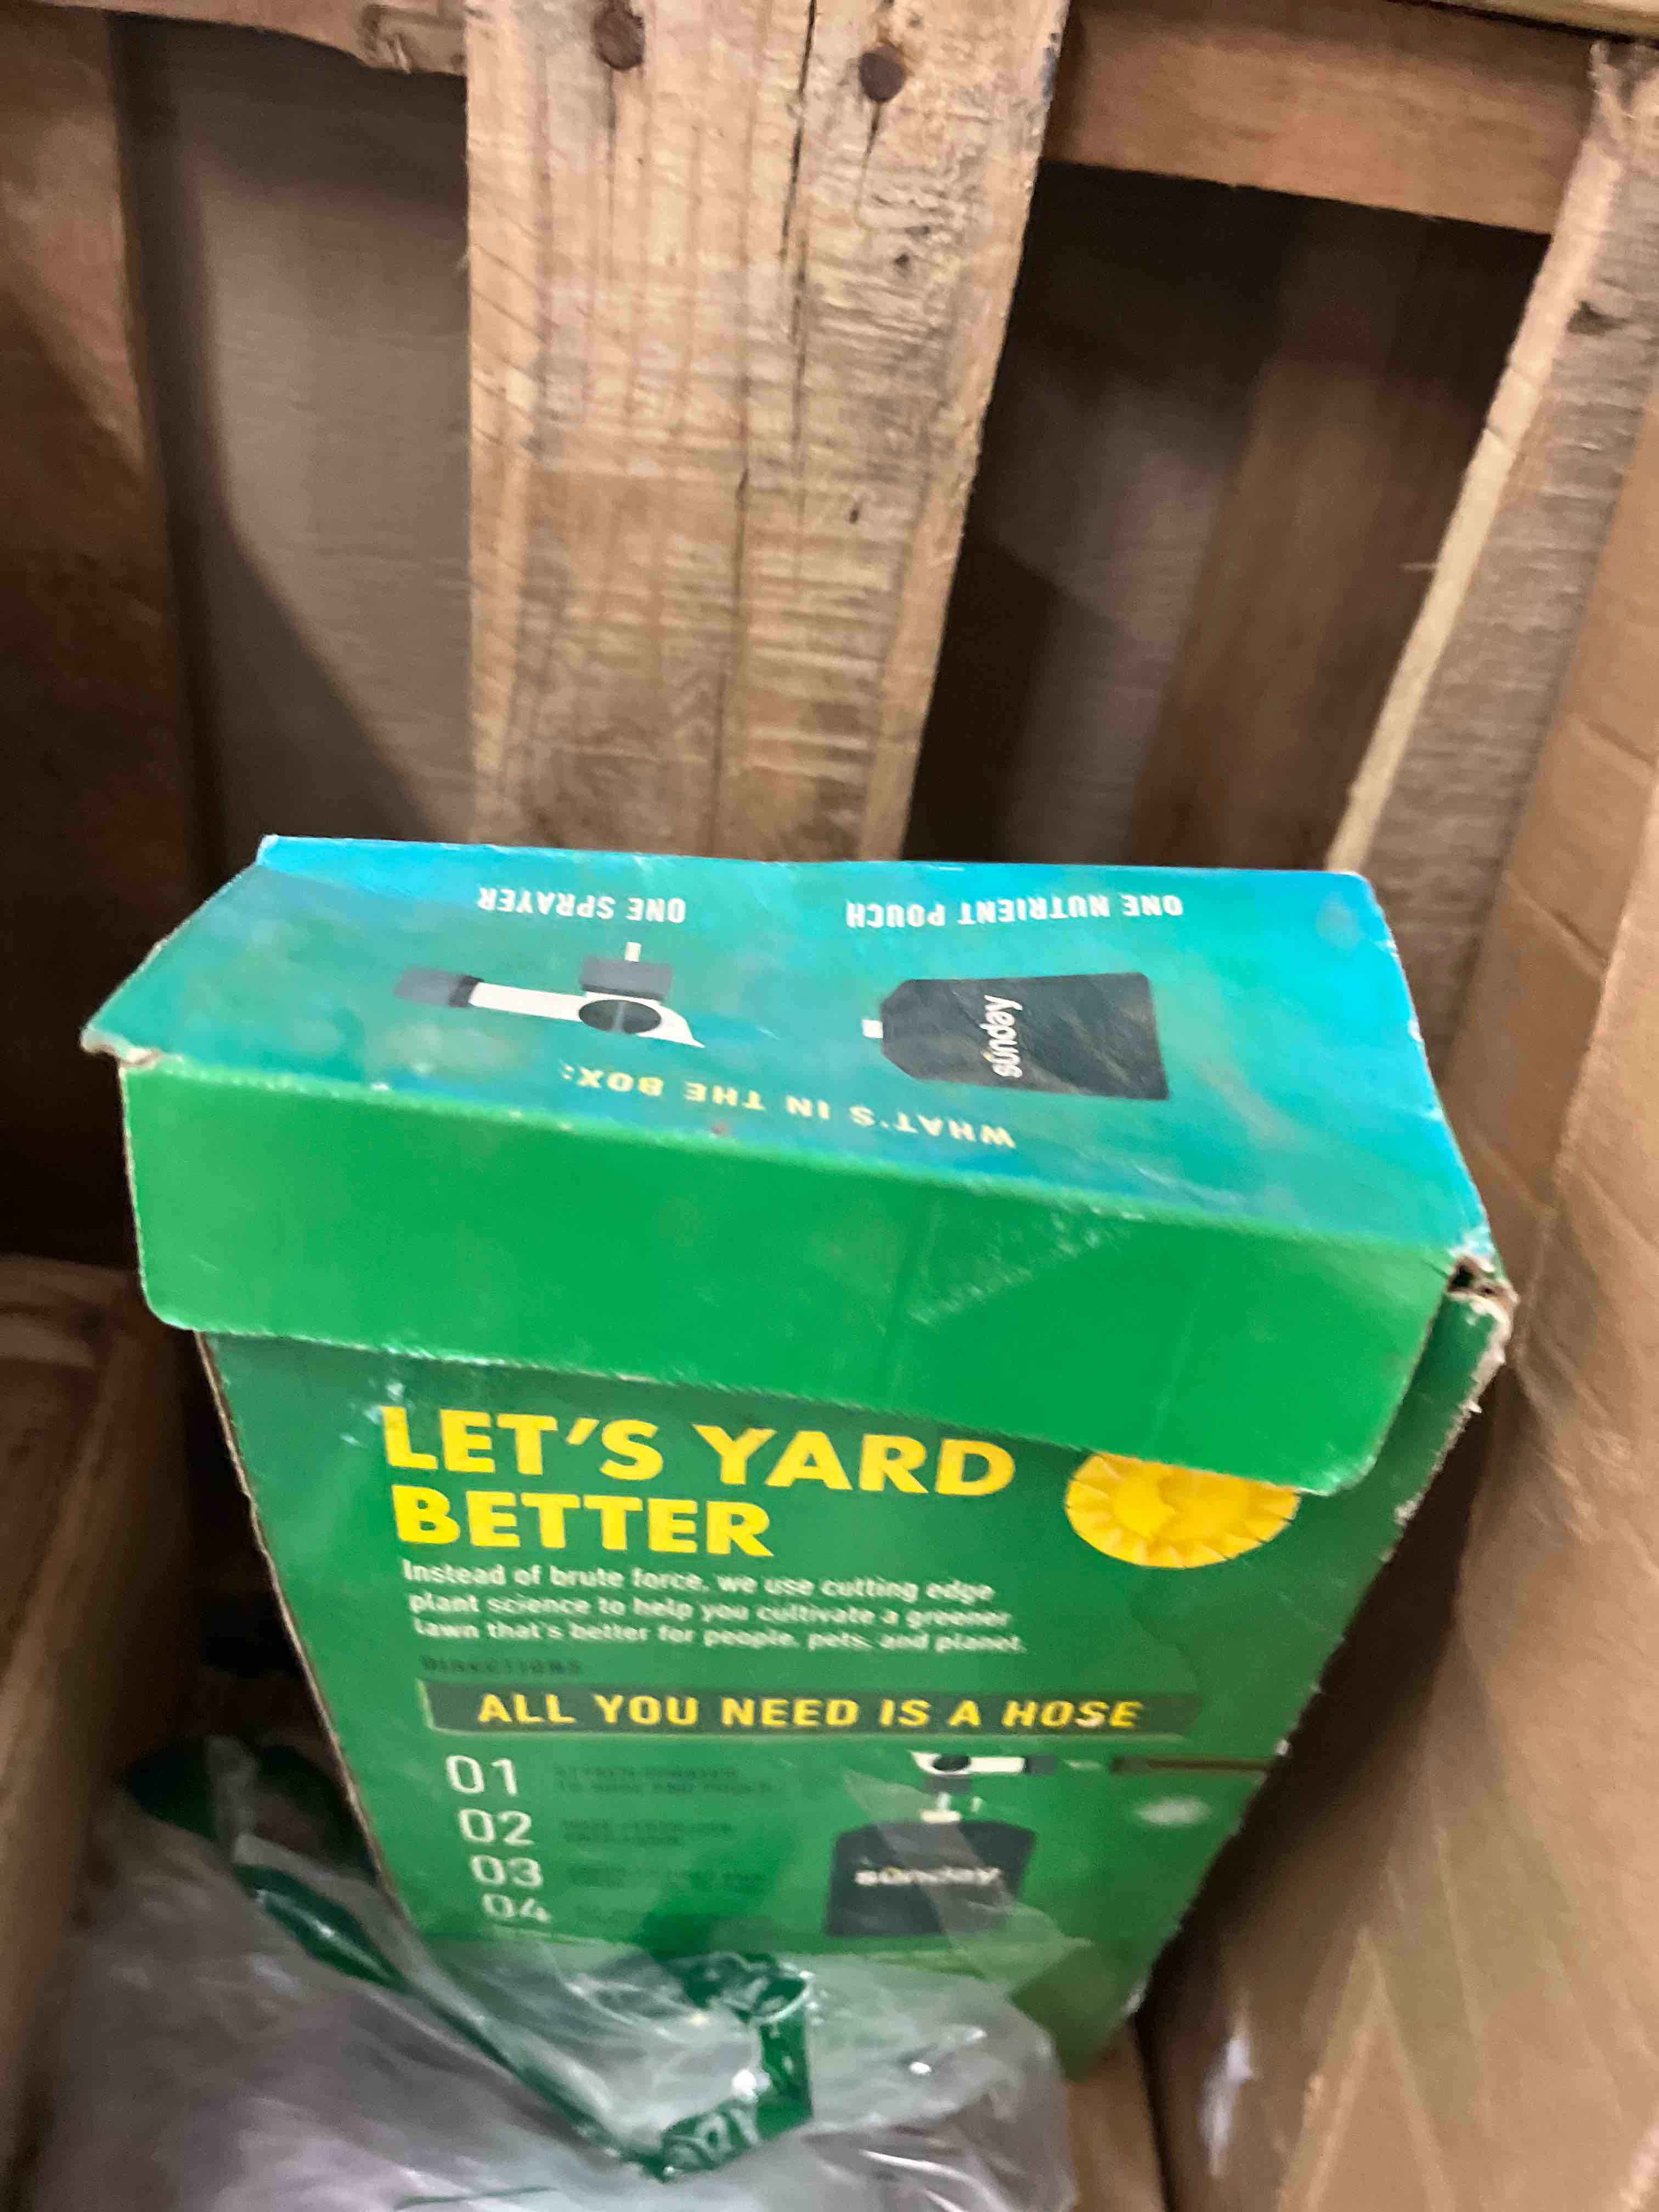 WHAT'S IN THE BOX:
ONE NUTRIENT POUCH
ONE SPRAYER
sunday
LET'S YARD
BETTER
Instead of brute force, we use cutting edge
plant science to help you cultivate a greener
lawn that's better for people, pets, and planet.
DIRECTIONS
ALL YOU NEED IS A HOSE
01
02
03
04
sunday